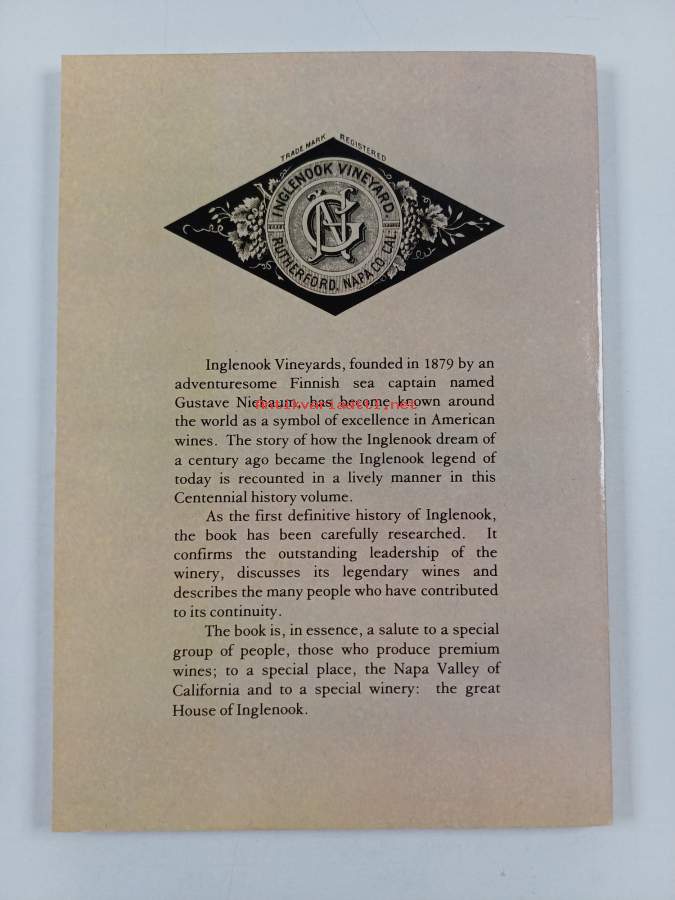 TRADE MARK REGISTERED
INGLENOOK VINEYARD.
RUTHERFORD, NAPA CO. CAL.
Inglenook Vineyards, founded in 1879 by an
adventuresome Finnish sea captain named
Gustave Niebaum, has become known around
Antikvariaatti.net
the world as a symbol of excellence in American
wines. The story of how the Inglenook dream of
a century ago became the Inglenook legend of
today is recounted in a lively manner in this
Centennial history volume.
As the first definitive history of Inglenook,
the book has been carefully researched. It
confirms the outstanding leadership of the
winery, discusses its legendary wines and
describes the many people who have contributed
to its continuity.
The book is, in essence, a salute to a special
group of people, those who produce premium
wines; to a special place, the Napa Valley of
California and to a special winery: the great
House of Inglenook.